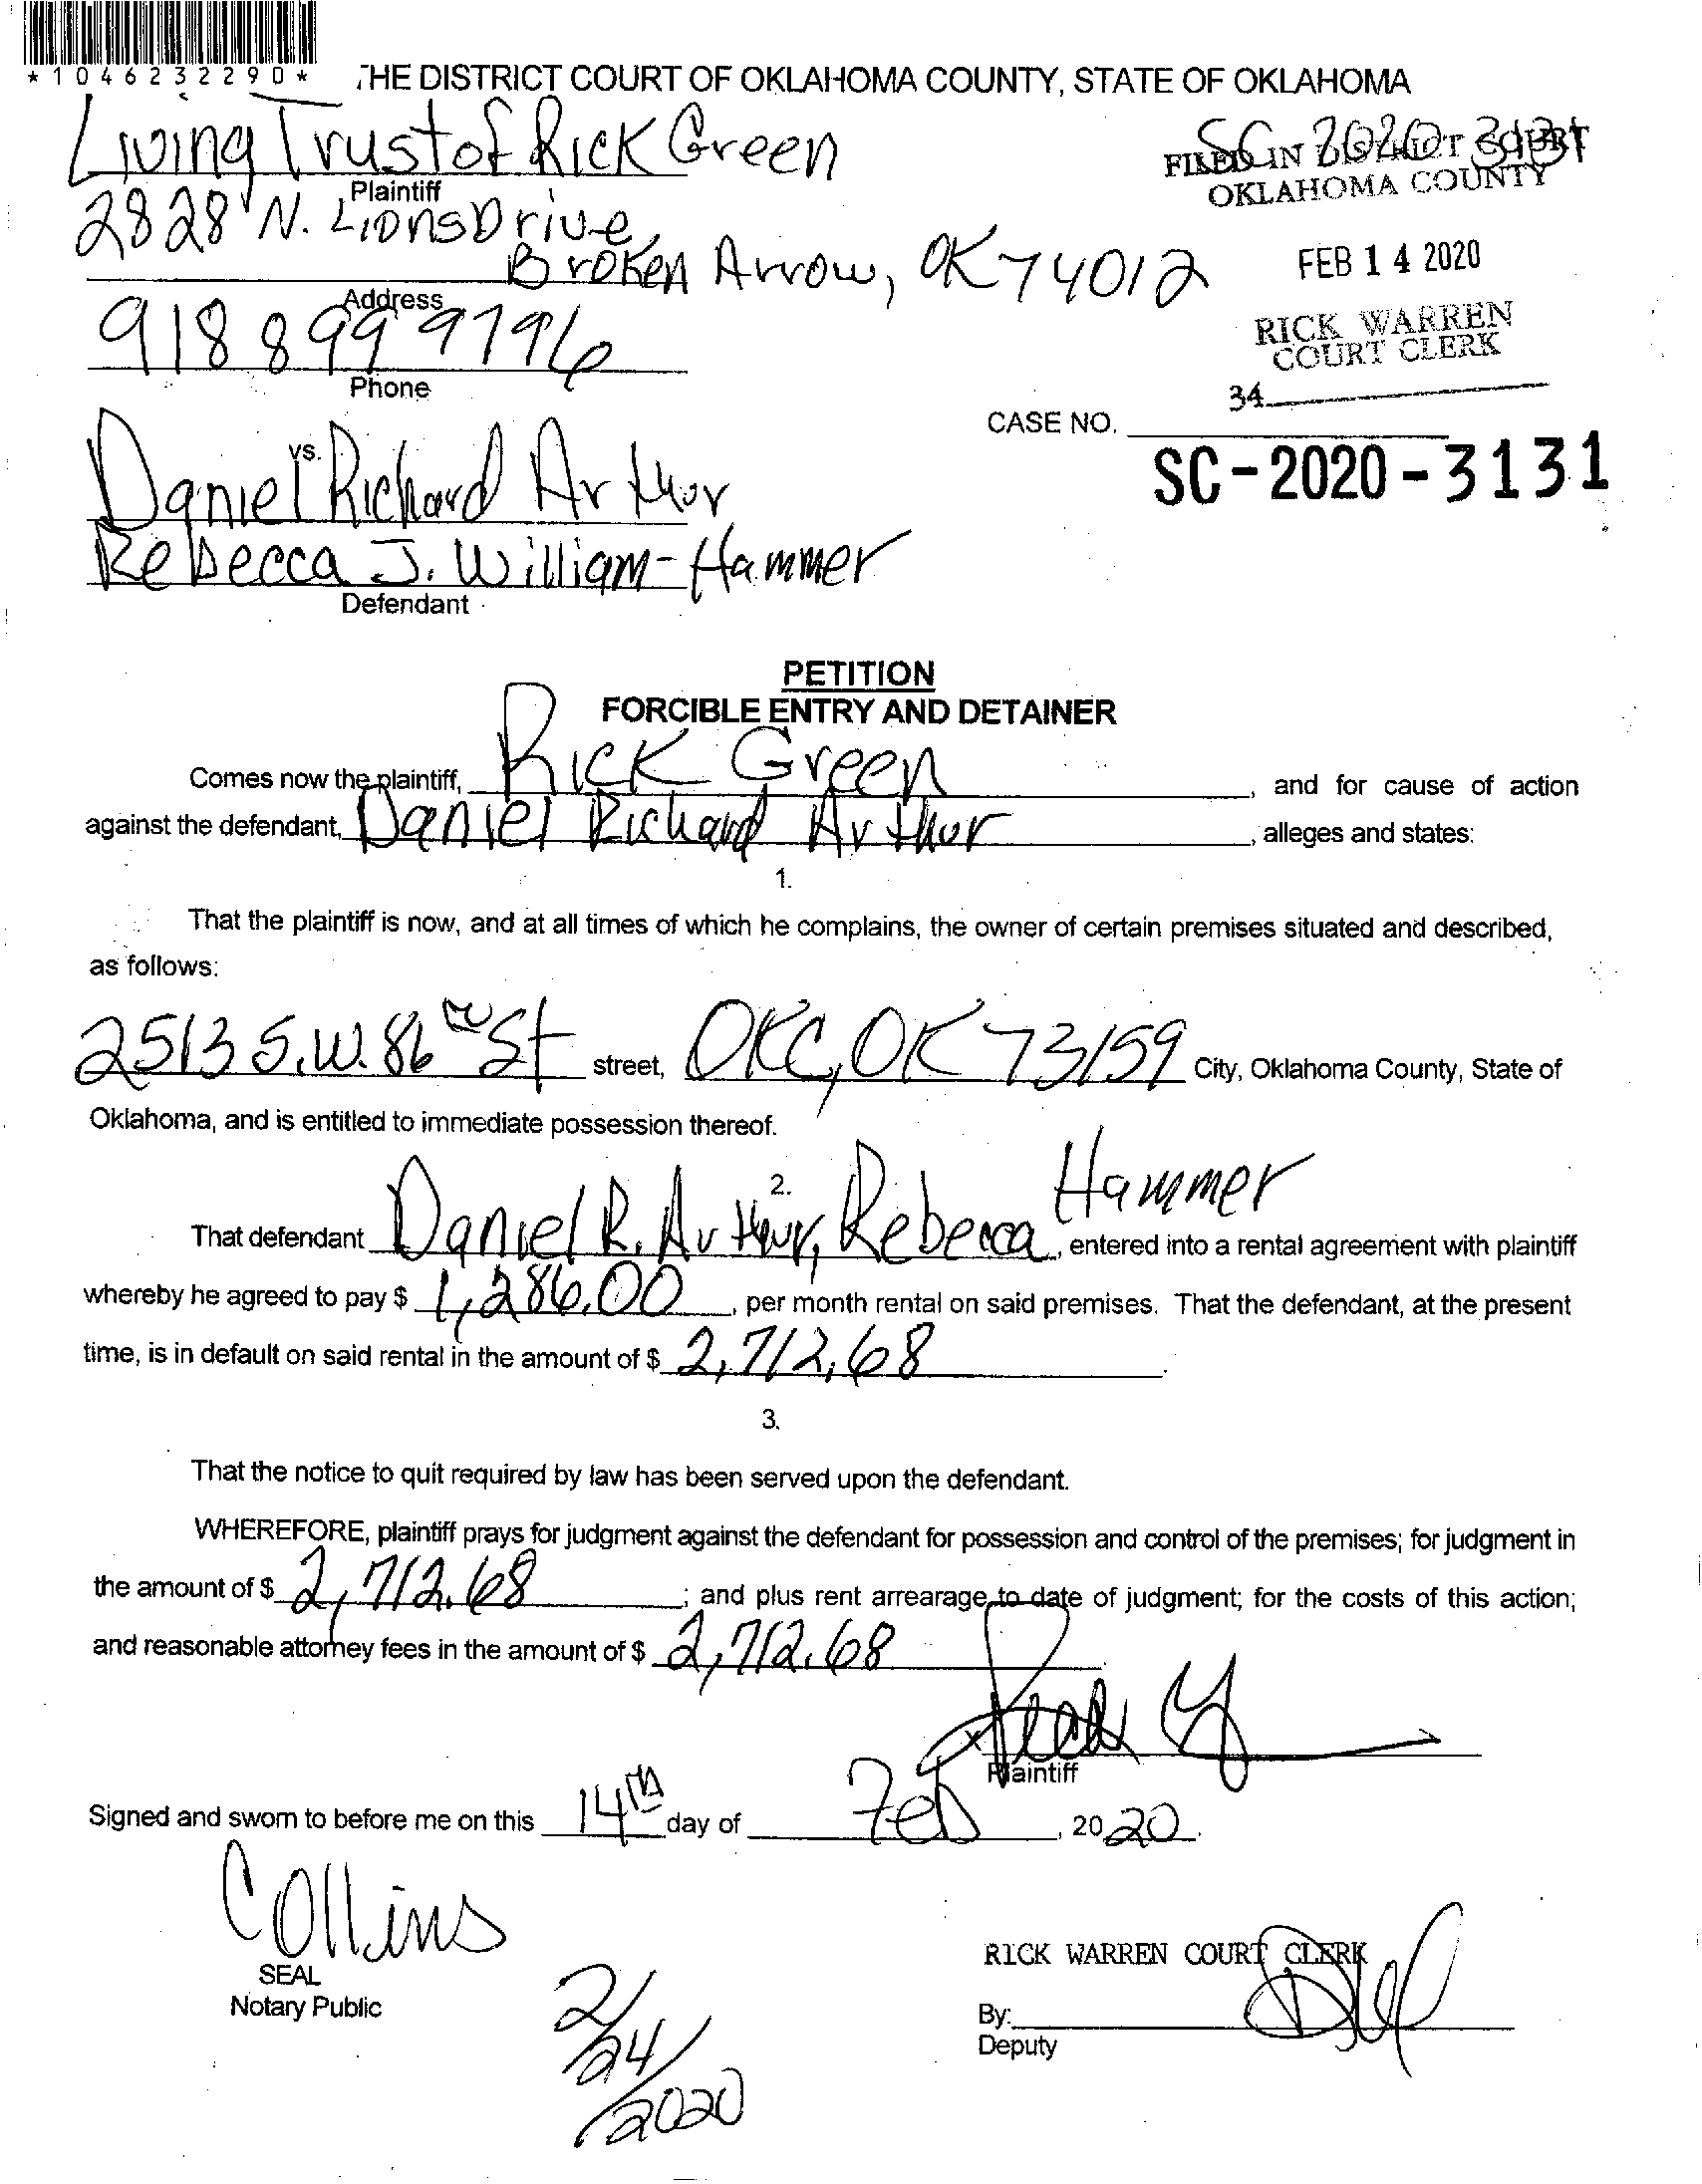 *1046232290*
THE DISTRICT COURT OF OKLAHOMA COUNTY, STATE OF OKLAHOMA
Living Trust of Rick Green
Plaintiff
SC-2020-3131
FILED IN DISTRICT COURT
OKLAHOMA COUNTY
2828 N. Lions Drive,
Broken Arrow, OK 74012
Address
FEB 14 2020
RICK WARREN
COURT CLERK
34
918 899 9796
Phone
CASE NO.
SC-2020-3131
vs.
Daniel Richard Arthur
Rebecca J. William-Hammer
Defendant
PETITION
FORCIBLE ENTRY AND DETAINER
Comes now the plaintiff, Rick Green, and for cause of action
against the defendant, Daniel Richard Arthur, alleges and states:
1.
That the plaintiff is now, and at all times of which he complains, the owner of certain premises situated and described,
as follows:
2513 S.W. 86 St street, OKC, OK 73159 City, Oklahoma County, State of
Oklahoma, and is entitled to immediate possession thereof.
2.
That defendant Daniel R. Arthur, Rebecca Hammer, entered into a rental agreement with plaintiff
whereby he agreed to pay $ 1,286.00, per month rental on said premises. That the defendant, at the present
time, is in default on said rental in the amount of $ 2,712.68.
3.
That the notice to quit required by law has been served upon the defendant.
WHEREFORE, plaintiff prays for judgment against the defendant for possession and control of the premises; for judgment in
the amount of $ 2,712.68; and plus rent arrearage to date of judgment; for the costs of this action;
and reasonable attorney fees in the amount of $ 2,712.68
X
Plaintiff
Signed and sworn to before me on this 14th day of Feb, 2020.
Collins
SEAL
Notary Public
2/24/2020
RICK WARREN COURT CLERK
By:
Deputy